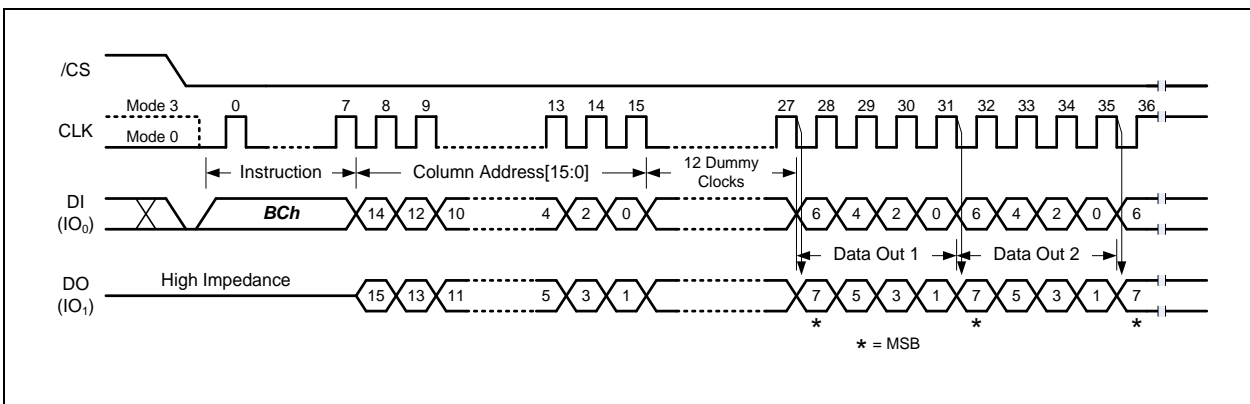 /CS
Mode 3 0 7 8 9 13 14 15 27 28 29 30 31 32 33 34 35 36
CLK
Mode 0
Instruction Column Address[15:0] 12 Dummy Clocks
DI
(IO0)
BCh 14 12 10 4 2 0 6 4 2 0 6 4 2 0 6
Data Out 1 Data Out 2
High Impedance
DO
(IO1)
15 13 11 5 3 1 7 5 3 1 7 5 3 1 7
* * *
* = MSB